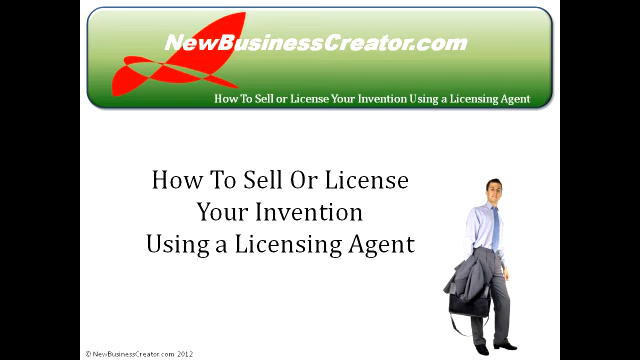 NewBusinessCreator.com
How To Sell or License Your Invention Using a Licensing Agent
How To Sell Or License
Your Invention
Using a Licensing Agent
© NewBusinessCreator.com 2012